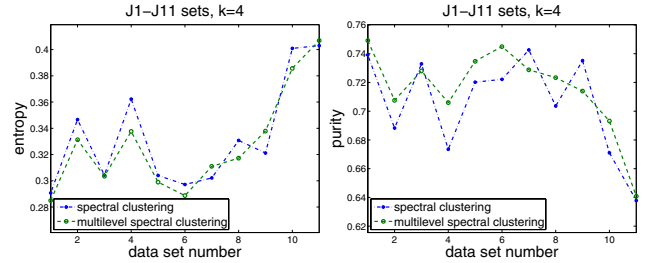 J1–J11 sets, k=4
entropy
0.4
0.38
0.36
0.34
0.32
0.3
0.28
spectral clustering
multilevel spectral clustering
2 4 6 8 10
data set number
J1–J11 sets, k=4
purity
0.76
0.74
0.72
0.7
0.68
0.66
0.64
0.62
spectral clustering
multilevel spectral clustering
2 4 6 8 10
data set number